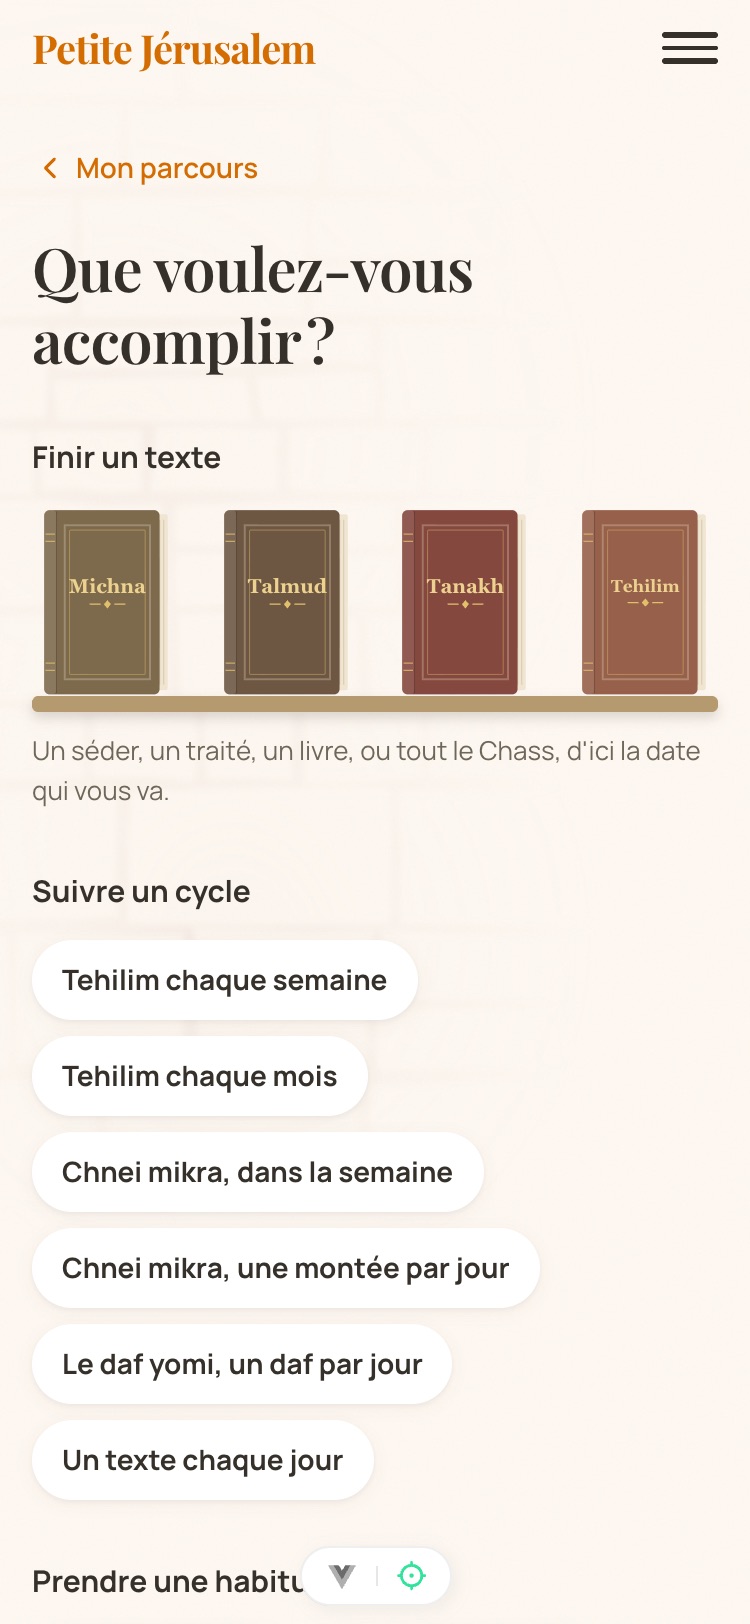 Petite Jérusalem
Mon parcours
Que voulez-vous
accomplir ?
Finir un texte
Michna
Talmud
Tanakh
Tehilim
Un séder, un traité, un livre, ou tout le Chass, d'ici la date
qui vous va.
Suivre un cycle
Tehilim chaque semaine
Tehilim chaque mois
Chnei mikra, dans la semaine
Chnei mikra, une montée par jour
Le daf yomi, un daf par jour
Un texte chaque jour
Prendre une